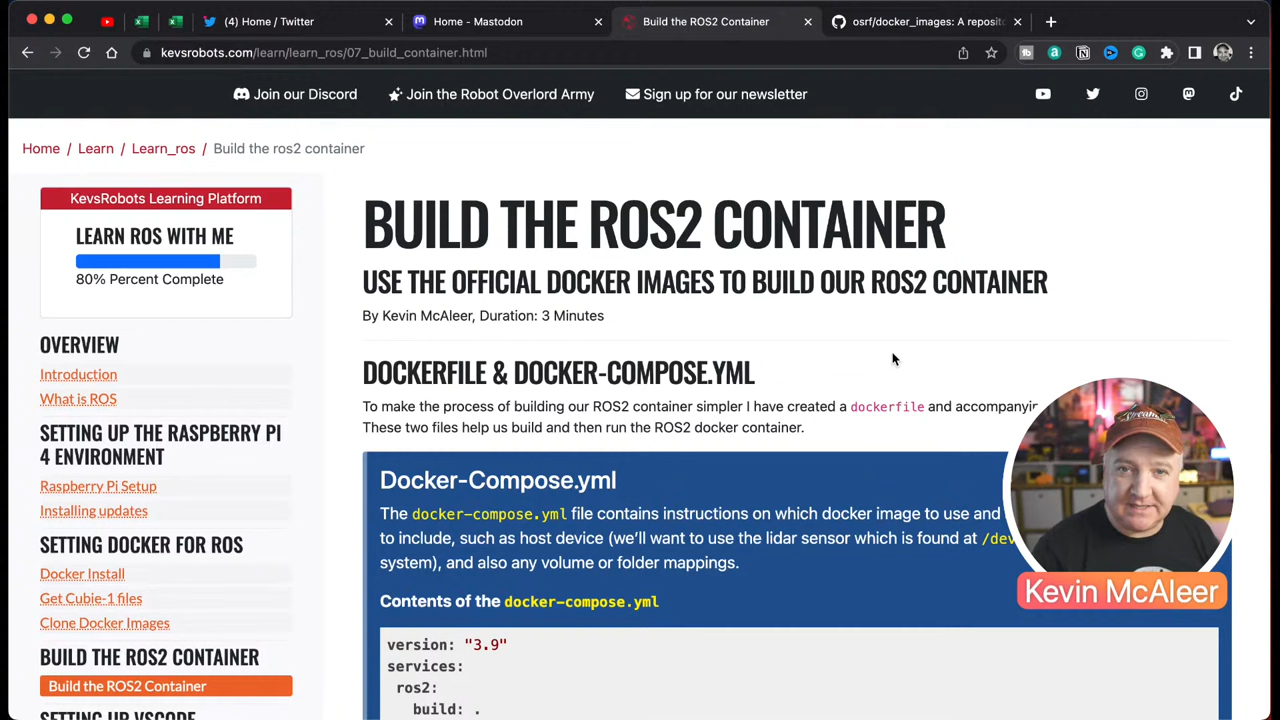 (4) Home / Twitter
Home - Mastodon
Build the ROS2 Container
osrf/docker_images: A reposito
kevsrobots.com/learn/learn_ros/07_build_container.html
Join our Discord
Join the Robot Overlord Army
Sign up for our newsletter
Home / Learn / Learn_ros / Build the ros2 container
KevsRobots Learning Platform
LEARN ROS WITH ME
80% Percent Complete
OVERVIEW
Introduction
What is ROS
SETTING UP THE RASPBERRY PI
4 ENVIRONMENT
Raspberry Pi Setup
Installing updates
SETTING DOCKER FOR ROS
Docker Install
Get Cubie-1 files
Clone Docker Images
BUILD THE ROS2 CONTAINER
Build the ROS2 Container
SETTING UP VSCODE
BUILD THE ROS2 CONTAINER
USE THE OFFICIAL DOCKER IMAGES TO BUILD OUR ROS2 CONTAINER
By Kevin McAleer, Duration: 3 Minutes
DOCKERFILE & DOCKER-COMPOSE.YML
To make the process of building our ROS2 container simpler I have created a dockerfile and accompanyin
These two files help us build and then run the ROS2 docker container.
Docker-Compose.yml
The docker-compose.yml file contains instructions on which docker image to use and
to include, such as host device (we'll want to use the lidar sensor which is found at /dev
system), and also any volume or folder mappings.
Contents of the docker-compose.yml
version: "3.9"
services:
ros2:
build: .
Kevin McAleer